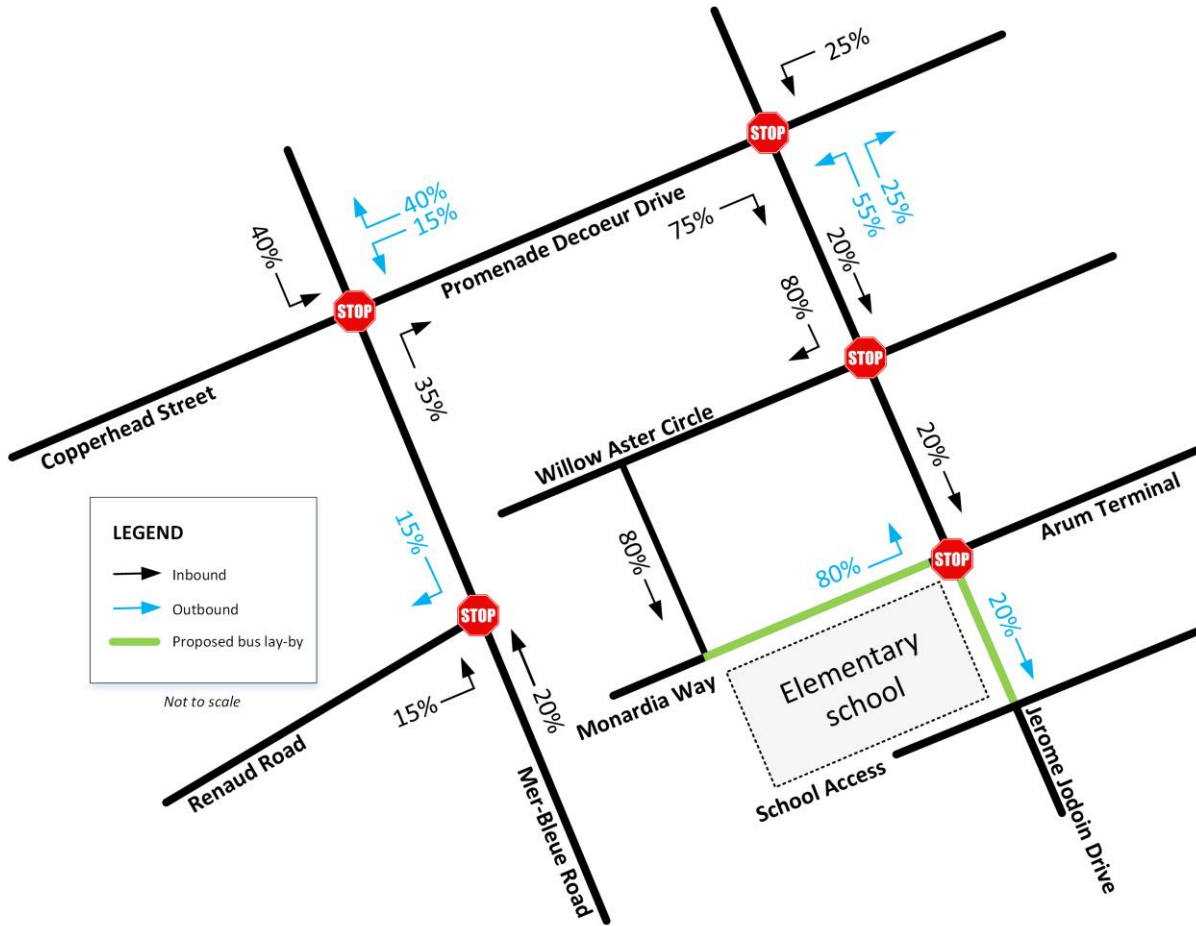 25%
STOP
40%
15%
25%
55%
75%
40%
Promenade Decoeur Drive
20%
80%
STOP
STOP
35%
Copperhead Street
Willow Aster Circle
20%
Arum Terminal
LEGEND
Inbound
Outbound
Proposed bus lay-by
Not to scale
15%
80%
80%
STOP
20%
STOP
15%
20%
Elementary
school
Monardia Way
Renaud Road
Mer-Bleue Road
School Access
Jerome Jodoin Drive